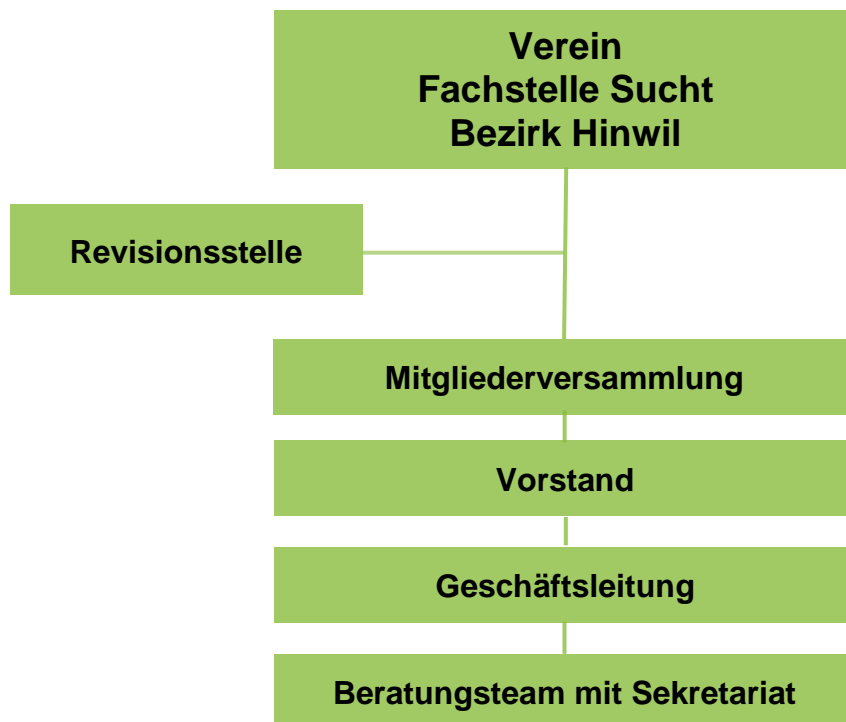 Verein
Fachstelle Sucht
Bezirk Hinwil
Revisionsstelle
Mitgliederversammlung
Vorstand
Geschäftsleitung
Beratungsteam mit Sekretariat